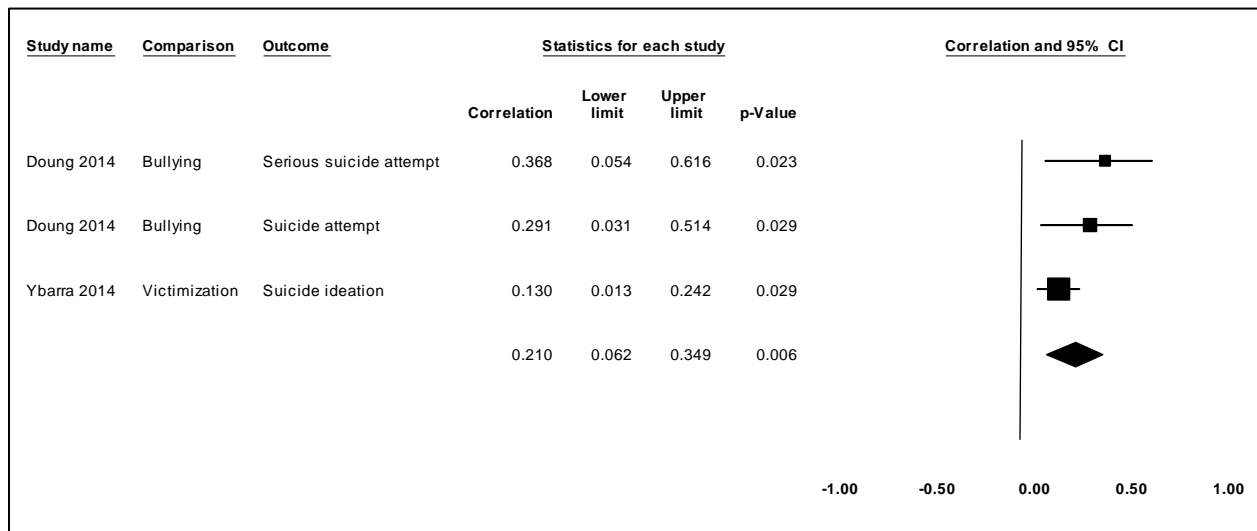 Study name Comparison Outcome Statistics for each study Correlation and 95% CI
Lower Upper
Correlation limit limit p-Value
Doung 2014 Bullying Serious suicide attempt 0.368 0.054 0.616 0.023
Doung 2014 Bullying Suicide attempt 0.291 0.031 0.514 0.029
Ybarra 2014 Victimization Suicide ideation 0.130 0.013 0.242 0.029
0.210 0.062 0.349 0.006
-1.00 -0.50 0.00 0.50 1.00